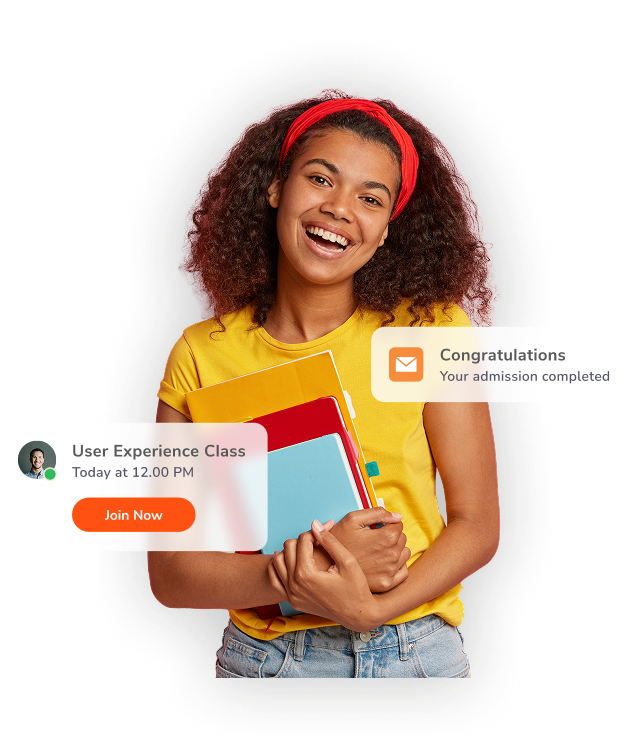 Congratulations
Your admission completed
User Experience Class
Today at 12.00 PM
Join Now